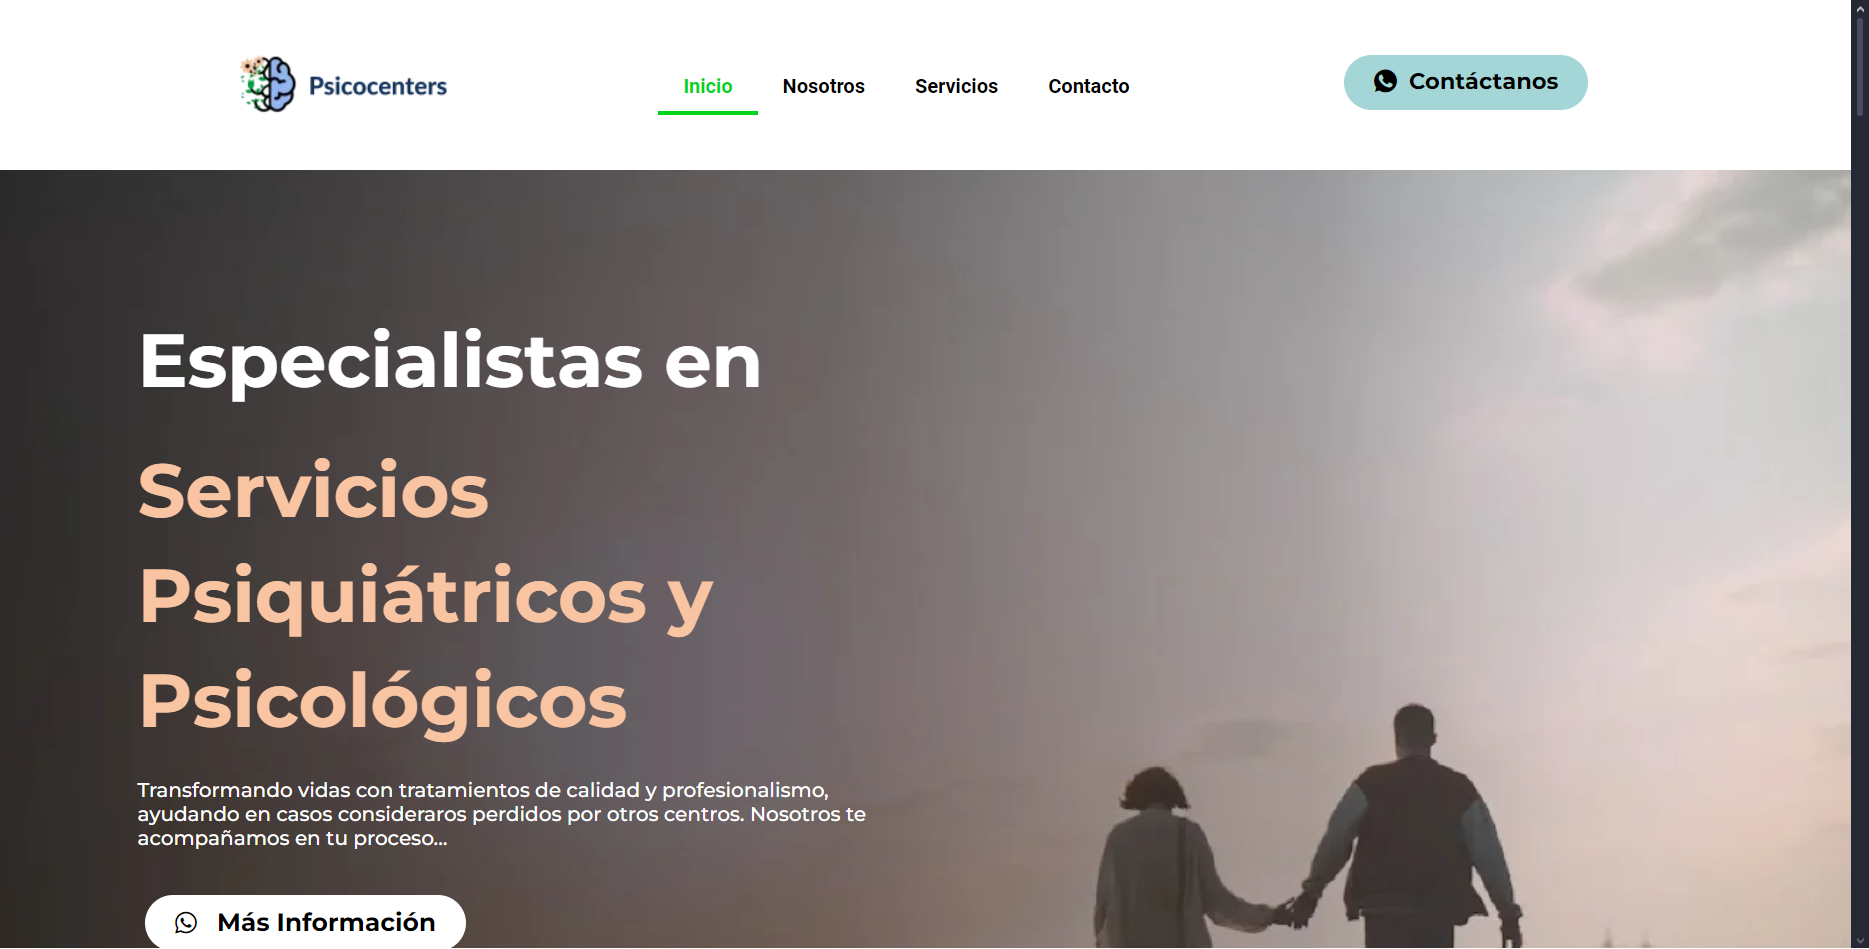 Psicocenters
Inicio
Nosotros
Servicios
Contacto
Contáctanos
Especialistas en
Servicios
Psiquiátricos y
Psicológicos
Transformando vidas con tratamientos de calidad y profesionalismo,
ayudando en casos consideraros perdidos por otros centros. Nosotros te
acompañamos en tu proceso...
Más Información